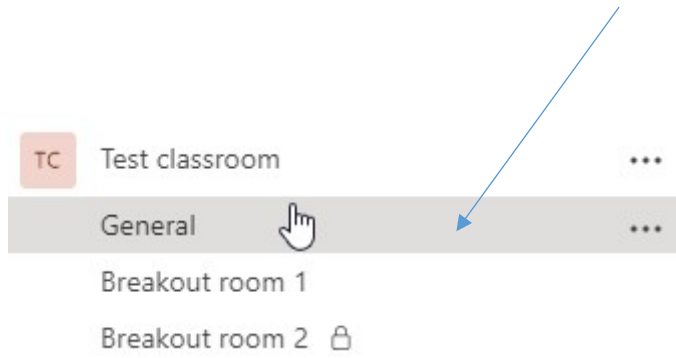 TC Test classroom ...
General ...
Breakout room 1
Breakout room 2